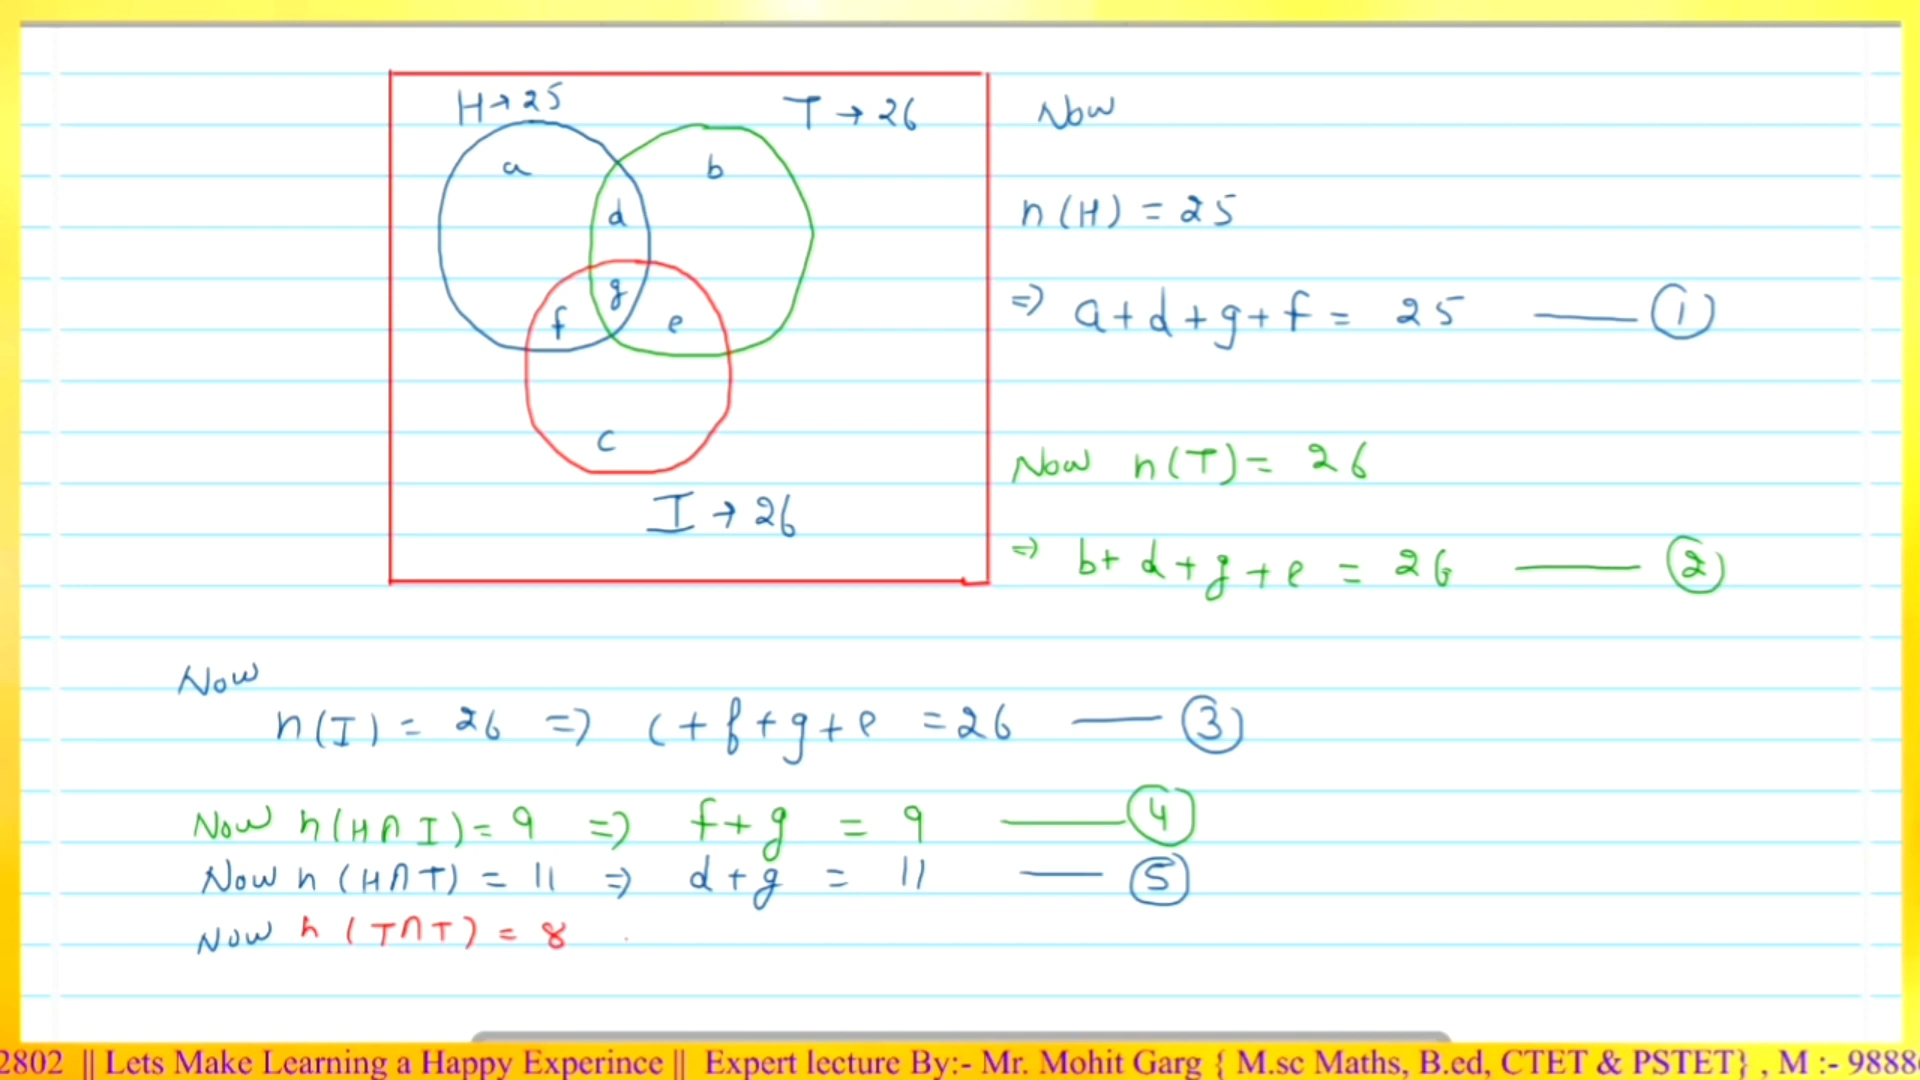 H→25
T→26
a
b
d
g
f
e
c
I→26
Now
n(H) = 25
⇒ a+d+g+f = 25 —— ①
Now n(T) = 26
⇒ b+d+g+e = 26 —— ②
Now
n(I) = 26 ⇒ c+f+g+e = 26 —— ③
Now n(H∩I) = 9 ⇒ f+g = 9 —— ④
Now n(H∩T) = 11 ⇒ d+g = 11 —— ⑤
Now n(T∩T) = 8
2802 || Lets Make Learning a Happy Experince || Expert lecture By:- Mr. Mohit Garg { M.sc Maths, B.ed, CTET & PSTET} , M :- 9888